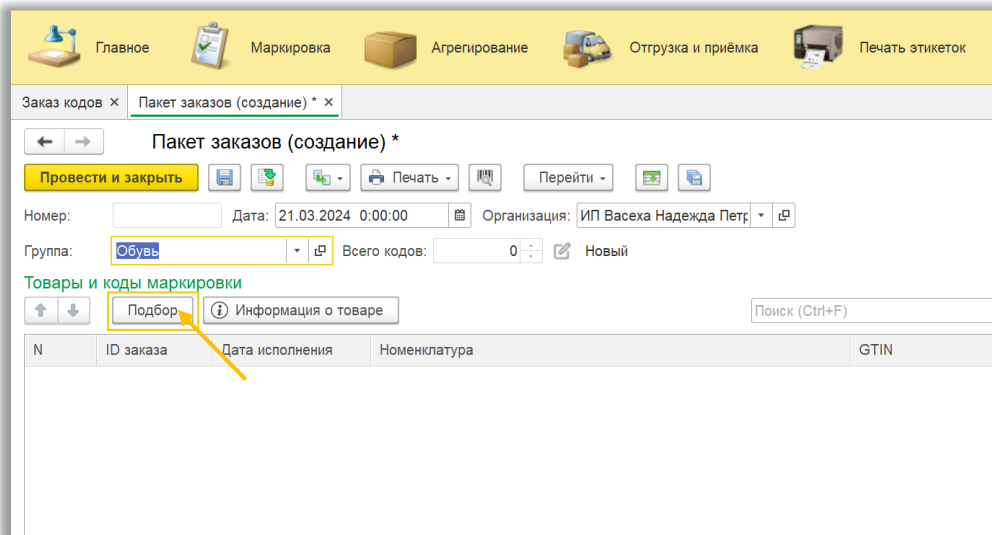 Главное Маркировка Агрегирование Отгрузка и приёмка Печать этикеток
Заказ кодов × Пакет заказов (создание) * ×
Пакет заказов (создание) *
Провести и закрыть Печать Перейти
Номер: Дата: 21.03.2024 0:00:00 Организация: ИП Васеха Надежда Петр
Группа: Обувь Всего кодов: 0 Новый
Товары и коды маркировки
Подбор Информация о товаре Поиск (Ctrl+F)
N ID заказа Дата исполнения Номенклатура GTIN